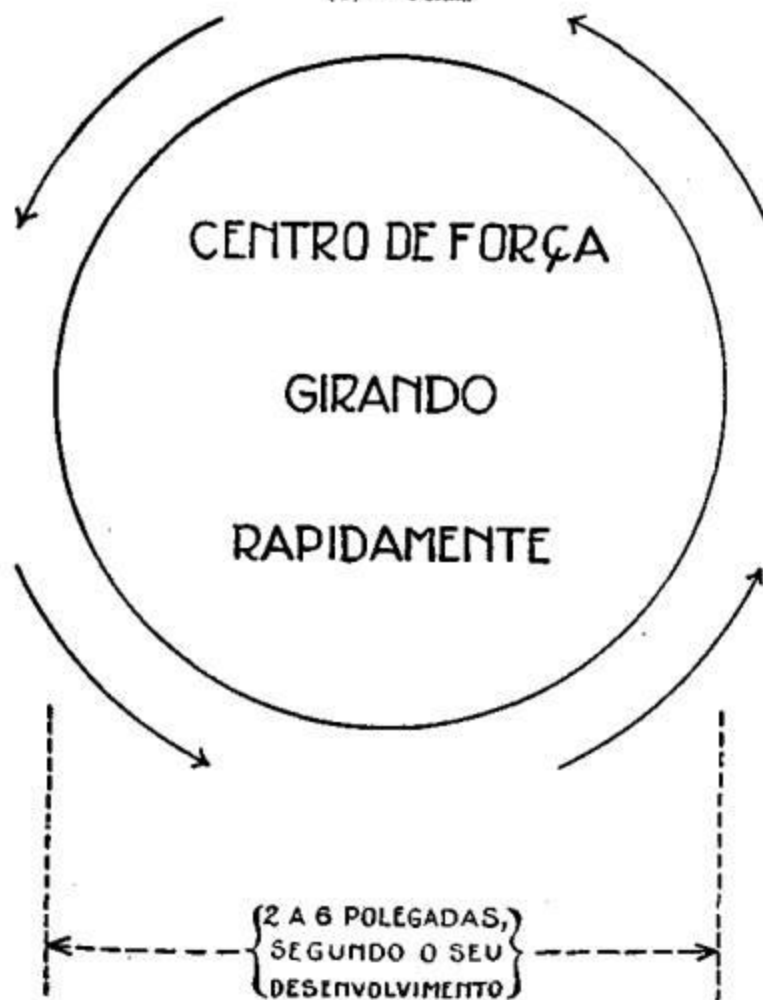 CENTRO DE FORÇA
GIRANDO
RAPIDAMENTE
2 A 6 POLEGADAS,
SEGUNDO O SEU
DESENVOLVIMENTO